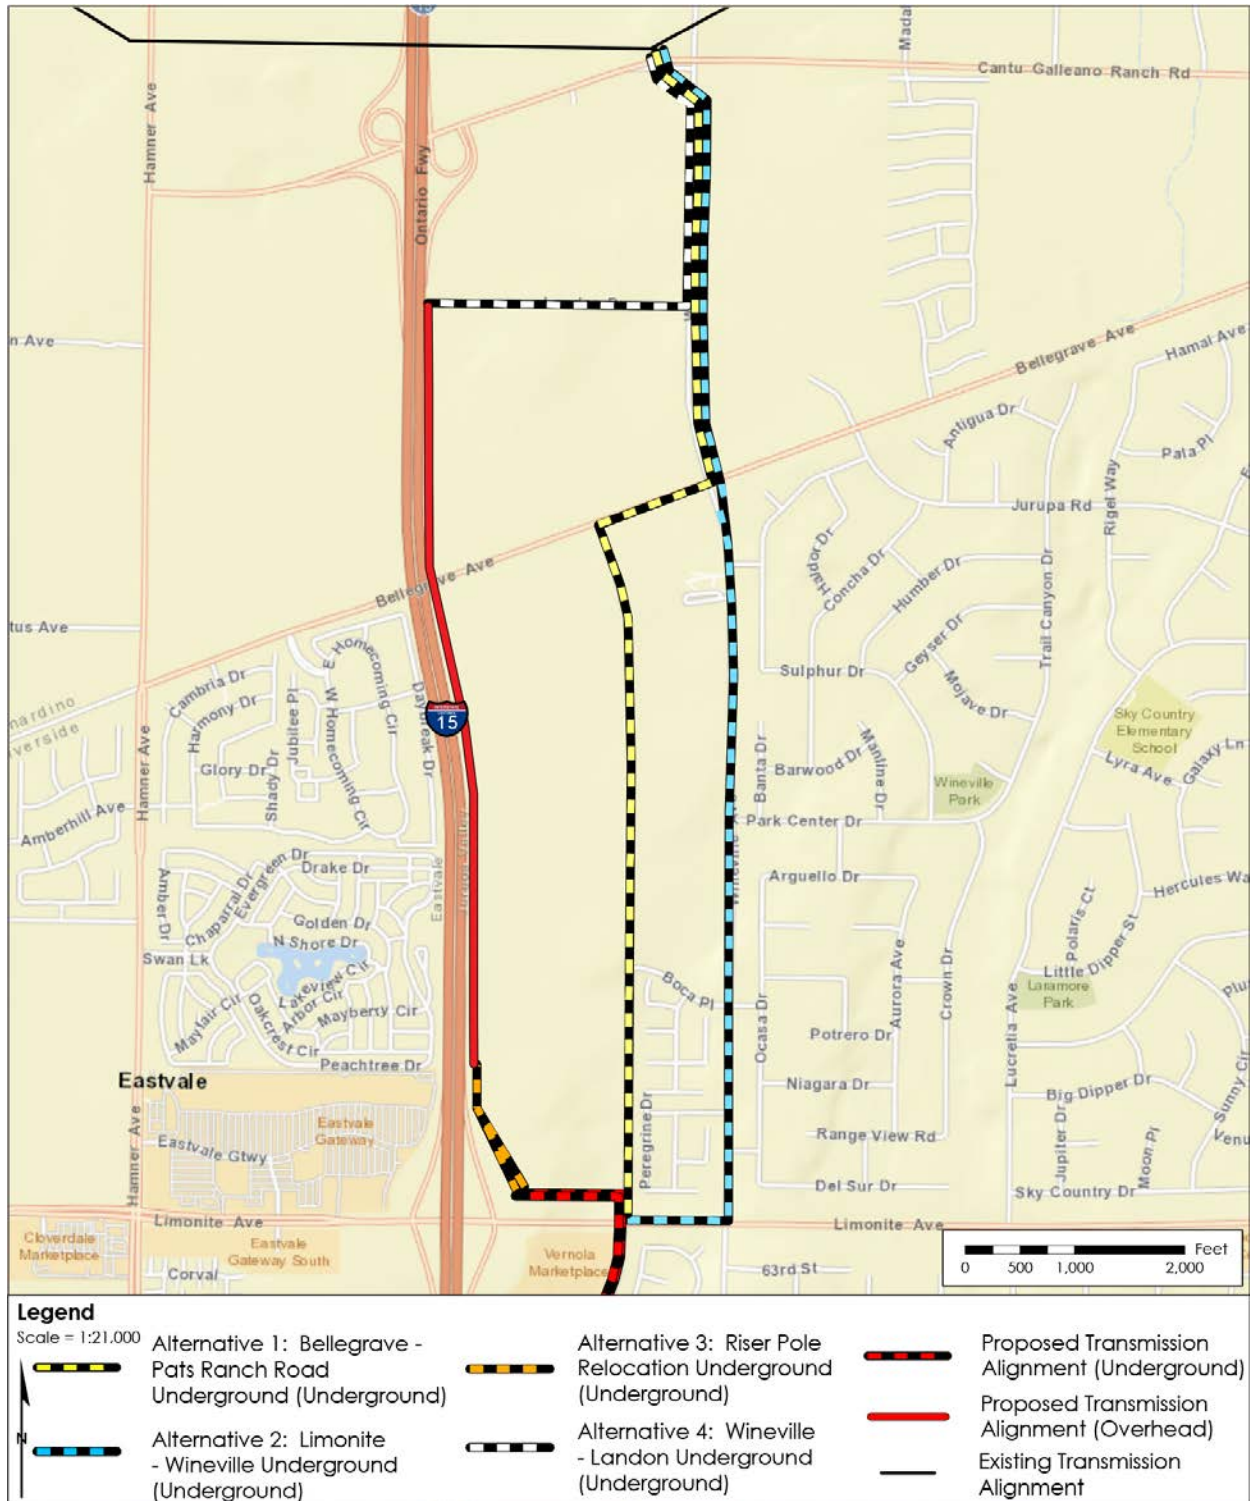 Cantu Galleano Ranch Rd
Hamner Ave
Ontario Fwy
Bellegrave Ave
Hamal Ave
Antigua Dr
Pala Pl
Rigel Way
Jurupa Rd
Haldor Dr
Concha Dr
Humber Dr
Trail Canyon Dr
Bellegrave Ave
Geyser Dr
Sulphur Dr
Mojave Dr
E Homecoming Cir
W Homecoming Cir
Cambria Dr
Harmony Dr
Jubilee Pl
Daybreak Dr
15
Hamner Ave
Glory Dr
Shady Dr
Amberhill Ave
Sky Country
Elementary
School
Galaxy Ln
Lyra Ave
Banta Dr
Barwood Dr
Manline Dr
Wineville
Park
Park Center Dr
Drake Dr
Evergreen Dr
Chaparral Dr
Amber Dr
Eastvale
Arguello Dr
Golden Dr
N Shore Dr
Swan Lk
Lakeview Cir
Arbor Cir
Mayberry Cir
Mayfair Cir
Oakcrest Cir
Peachtree Dr
Polaris Ct
Little Dipper St
Laramore
Park
Boca Pl
Ocasa Dr
Aurora Ave
Crown Dr
Lucretia Ave
Potrero Dr
Niagara Dr
Big Dipper Dr
Sunny Cir
Eastvale
Eastvale
Gateway
Eastvale Gtwy
Hamner Ave
Peregrine Dr
Range View Rd
Jupiter Dr
Moon Pl
Del Sur Dr
Sky Country Dr
Limonite Ave
Limonite Ave
Cloverdale
Marketplace
Eastvale
Gateway South
Vernola
Marketplace
Corval
63rd St
Feet
0 500 1,000 2,000
Legend
Scale = 1:21.000
N
Alternative 1: Bellegrave -
Pats Ranch Road
Underground (Underground)
Alternative 2: Limonite
- Wineville Underground
(Underground)
Alternative 3: Riser Pole
Relocation Underground
(Underground)
Alternative 4: Wineville
- Landon Underground
(Underground)
Proposed Transmission
Alignment (Underground)
Proposed Transmission
Alignment (Overhead)
Existing Transmission
Alignment